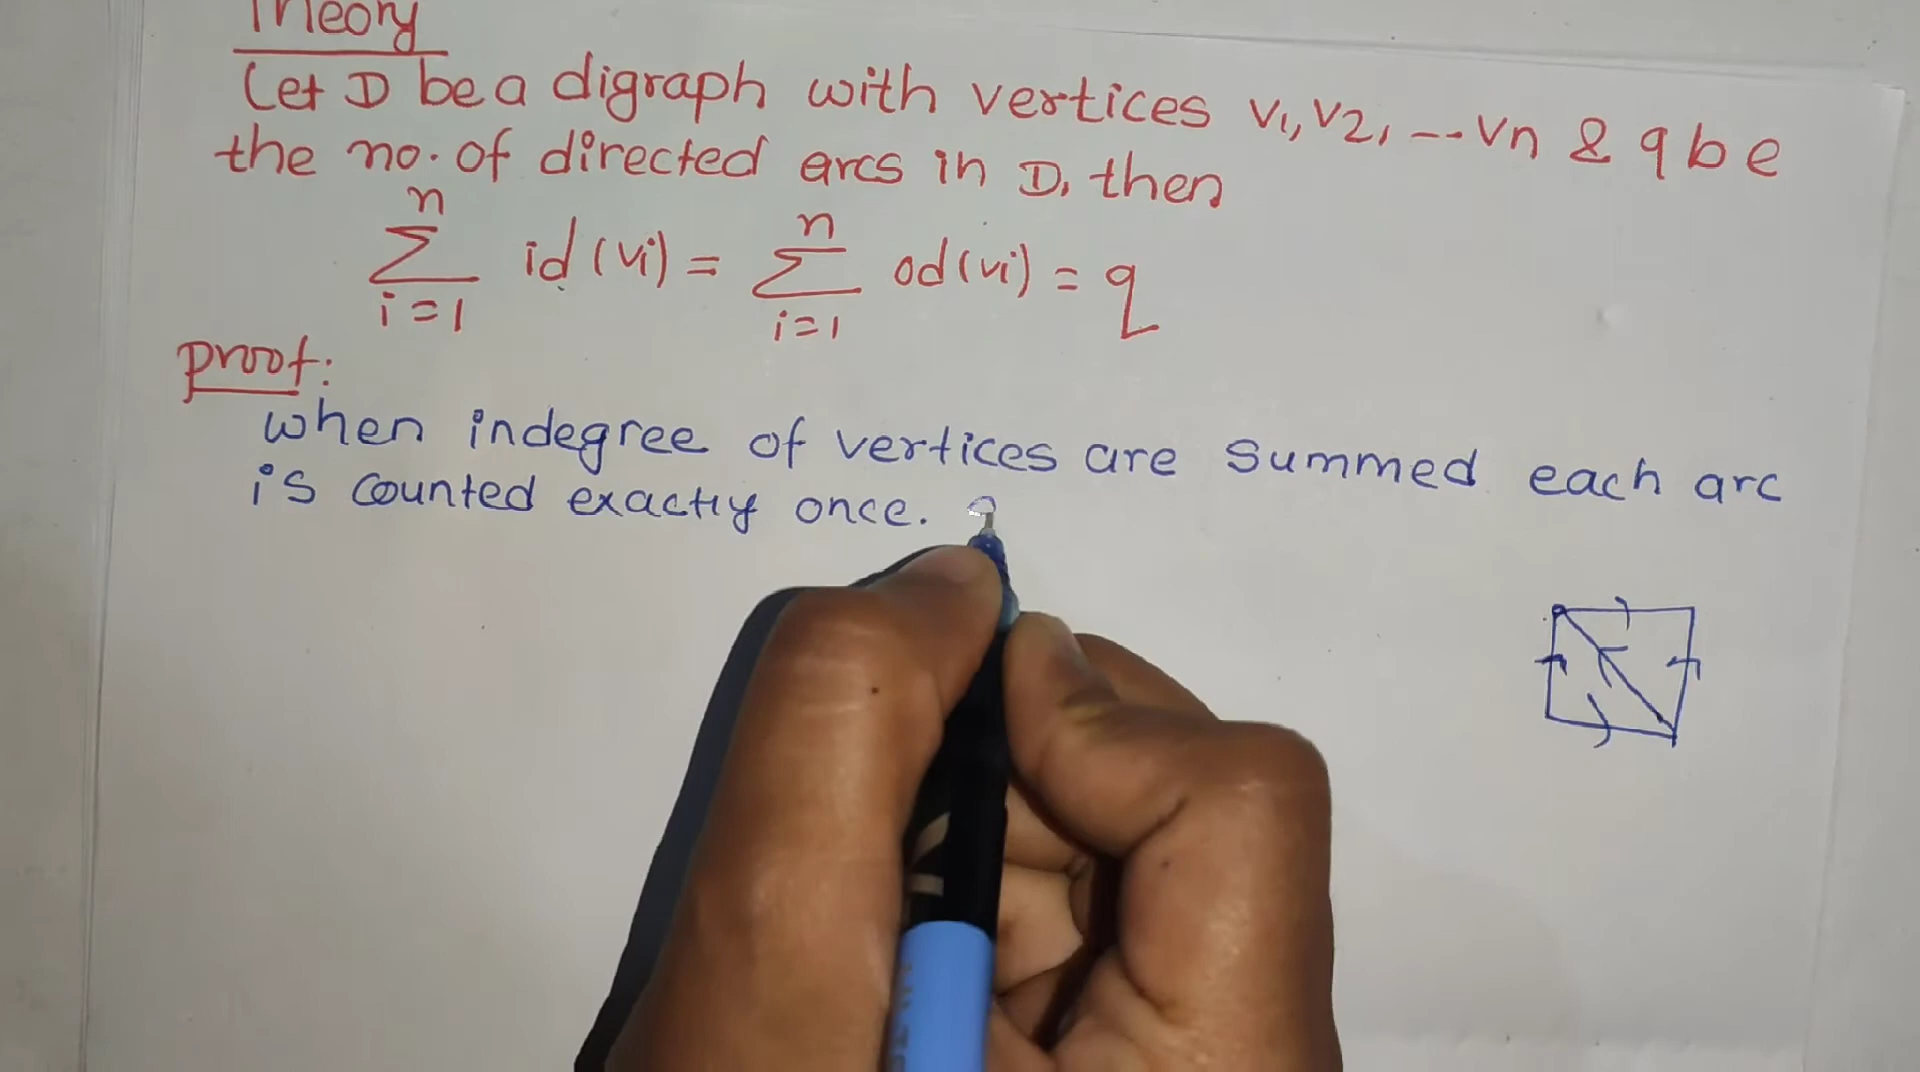 Theory
Let D be a digraph with vertices v1, v2, --- vn & q be
the no. of directed arcs in D, then
n ∑ i=1 id (vi) = n ∑ i=1 od (vi) = q
proof:
when indegree of vertices are summed each arc
is counted exactly once.